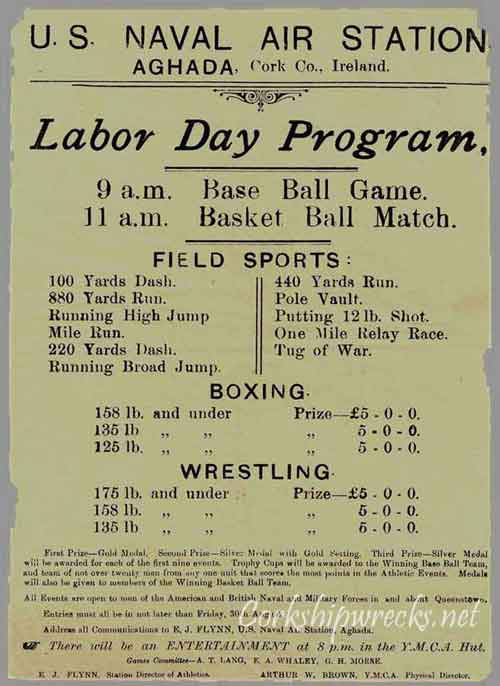 U. S. NAVAL AIR STATION
AGHADA, Cork Co., Ireland.
Labor Day Program,
9 a.m. Base Ball Game.
11 a.m. Basket Ball Match.
FIELD SPORTS:
100 Yards Dash.
880 Yards Run.
Running High Jump
Mile Run.
220 Yards Dash.
Running Broad Jump.
440 Yards Run.
Pole Vault.
Putting 12 lb. Shot.
One Mile Relay Race.
Tug of War.
BOXING.
158 lb. and under Prize—£5 - 0 - 0.
135 lb „ „ „ 5 - 0 - 0.
125 lb. „ „ „ 5 - 0 - 0.
WRESTLING.
175 lb. and under Prize—£5 - 0 - 0.
158 lb. „ „ „ 5 - 0 - 0.
135 lb „ „ „ 5 - 0 - 0.
First Prize—Gold Medal. Second Prize—Silver Medal with Gold Setting. Third Prize—Silver Medal
will be awarded for each of the first nine events. Trophy Cups will be awarded to the Winning Base Ball Team,
and team of not over twenty men from any one unit that scores the most points in the Athletic Events. Medals
will also be given to members of the Winning Basket Ball Team.
All Events are open to men of the American and British Naval and Military Forces in and about Queenstown.
Entries must all be in not later than Friday, 30th August.
Corkshipwrecks.net
Address all Communications to E. J. FLYNN, U.S. Naval Air Station, Aghada.
There will be an ENTERTAINMENT at 8 p.m. in the Y.M.C.A. Hut.
Games Committee—A. T. LANG, F. A. WHALEY, G. H. MORSE.
E. J. FLYNN, Station Director of Athletics. ARTHUR W. BROWN, Y.M.C.A. Physical Director.